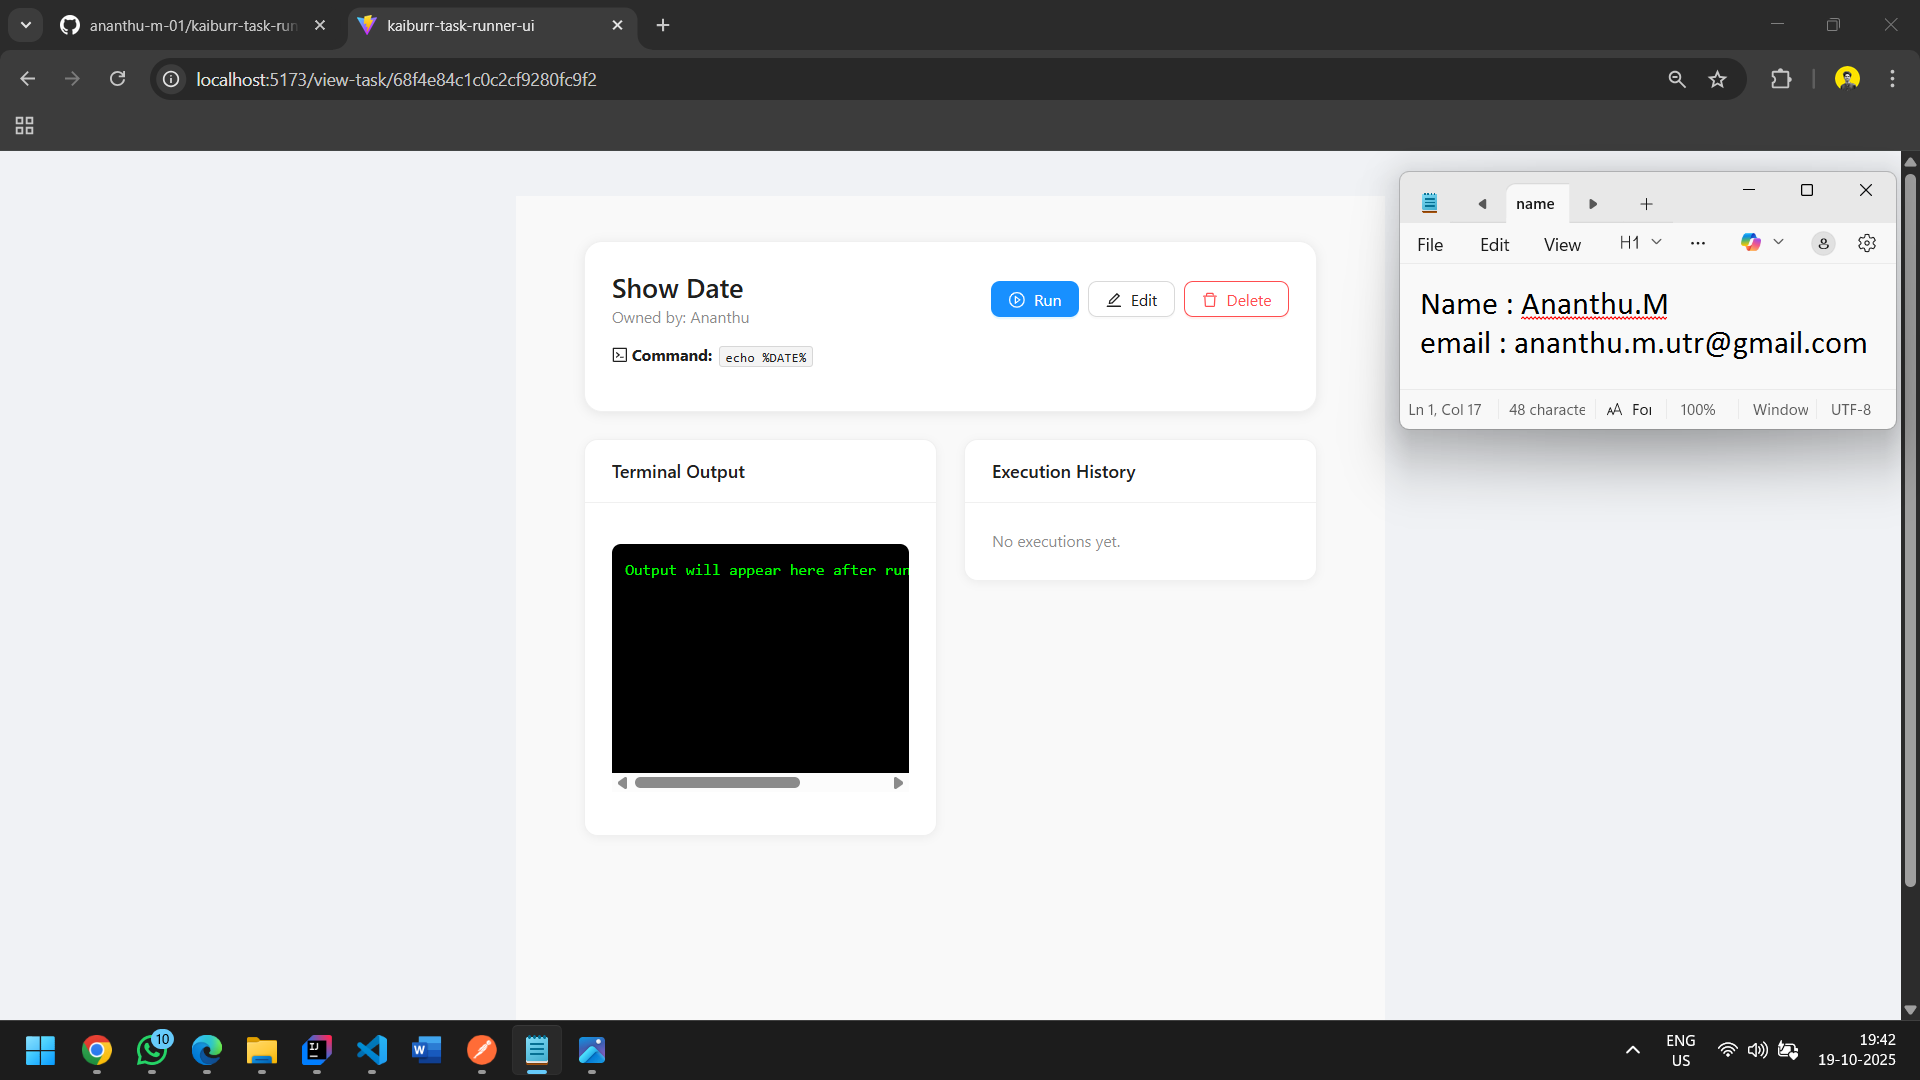 ananthu-m-01/kaiburr-task-run
kaiburr-task-runner-ui
localhost:5173/view-task/68f4e84c1c0c2cf9280fc9f2
name
File Edit View H1
Name : Ananthu.M
email : ananthu.m.utr@gmail.com
Ln 1, Col 17 48 characte For 100% Window UTF-8
Show Date
Owned by: Ananthu
Run Edit Delete
Command: echo %DATE%
Terminal Output
Output will appear here after run
Execution History
No executions yet.
10
ENG
US
19:42
19-10-2025